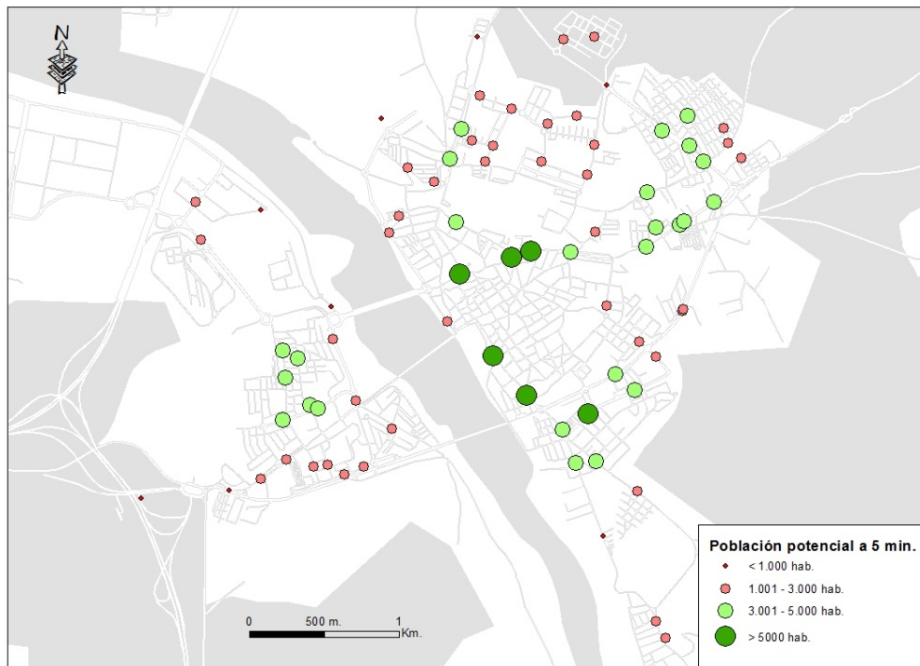 N
0 500 m. 1
Km.
Población potencial a 5 min.
< 1.000 hab.
1.001 - 3.000 hab.
3.001 - 5.000 hab.
> 5000 hab.